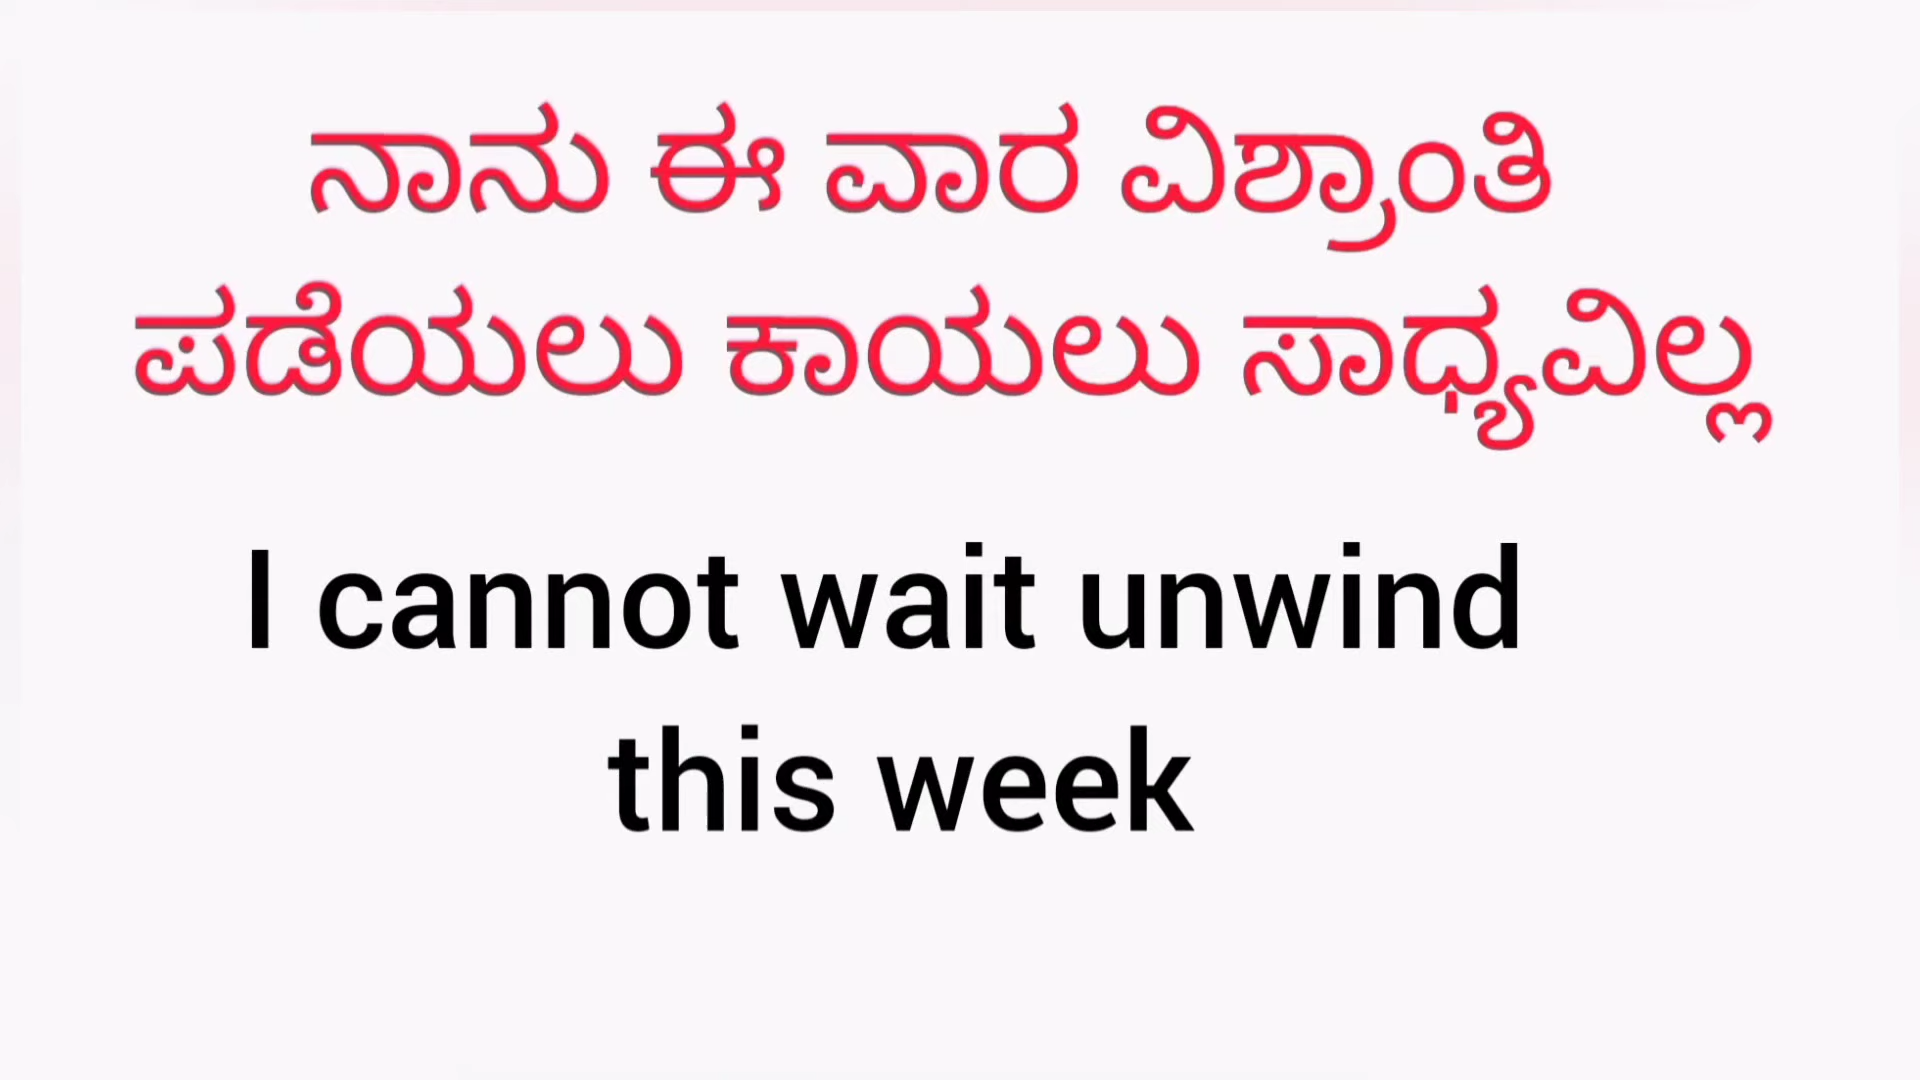 ನಾನು ಈ ವಾರ ವಿಶ್ರಾಂತಿ
ಪಡೆಯಲು ಕಾಯಲು ಸಾಧ್ಯವಿಲ್ಲ
I cannot wait unwind
this week